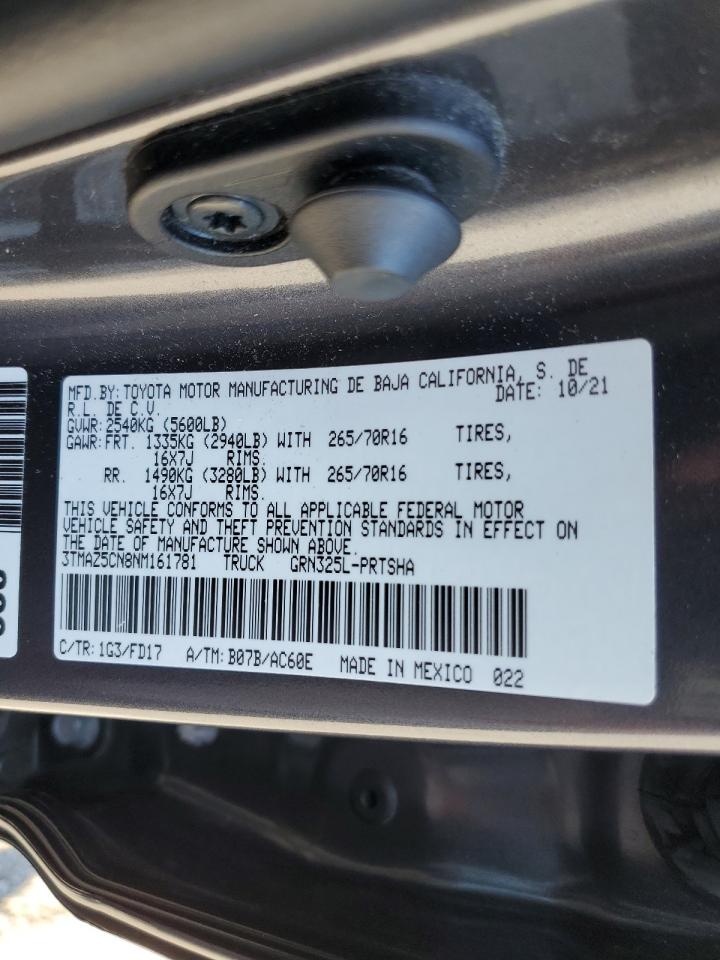 MFD.BY: TOYOTA MOTOR MANUFACTURING DE BAJA CALIFORNIA, S. DE
R.L. DE C.V. DATE: 10/21
GVWR: 2540KG (5600LB)
GAWR: FRT. 1335KG (2940LB) WITH 265/70R16 TIRES,
16X7J RIMS.
RR. 1490KG (3280LB) WITH 265/70R16 TIRES,
16X7J RIMS.
THIS VEHICLE CONFORMS TO ALL APPLICABLE FEDERAL MOTOR
VEHICLE SAFETY AND THEFT PREVENTION STANDARDS IN EFFECT ON
THE DATE OF MANUFACTURE SHOWN ABOVE.
3TMAZ5CN8NM161781 TRUCK GRN325L-PRTSHA
C/TR: 1G3/FD17 A/TM: B07B/AC60E MADE IN MEXICO 022